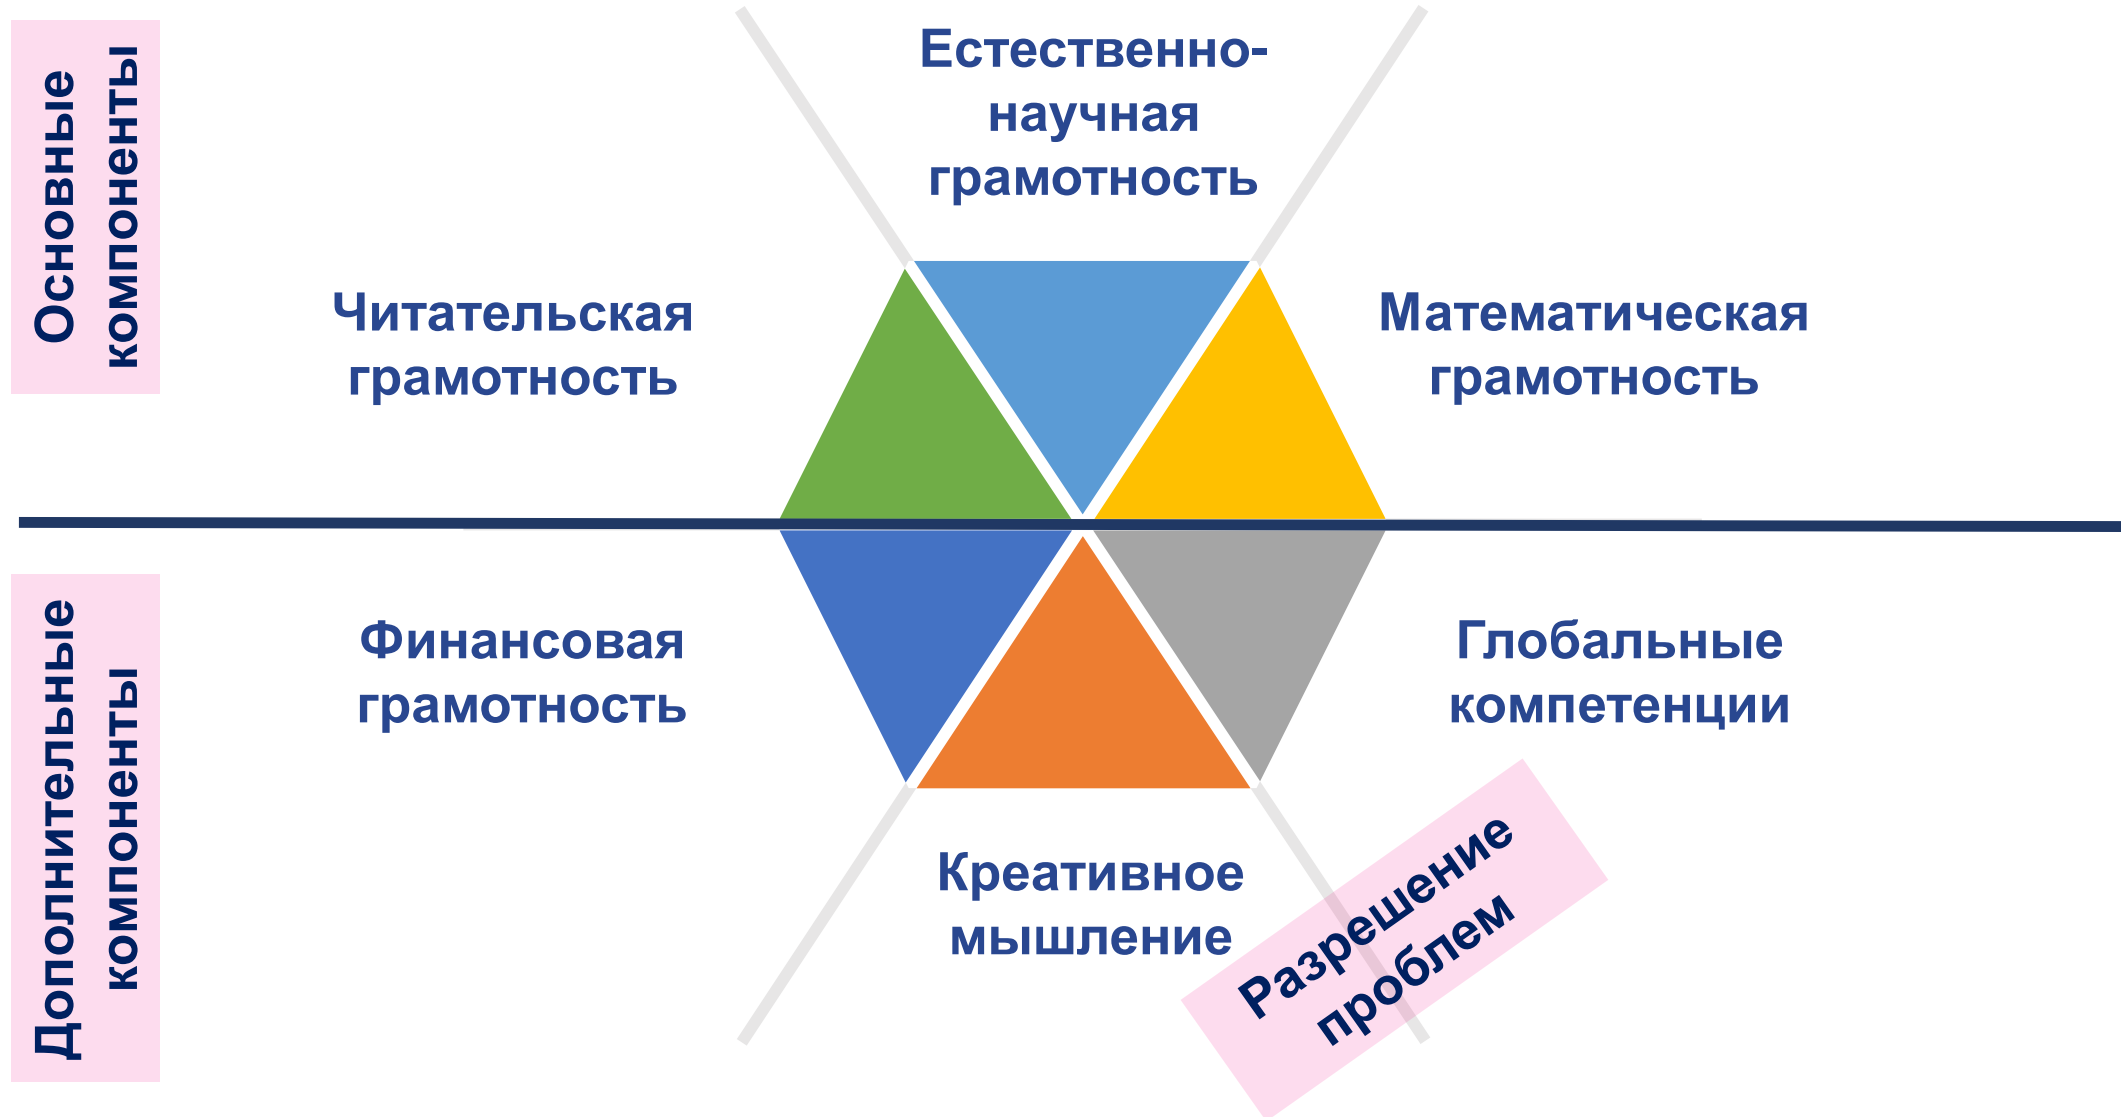 Основные
компоненты
Естественно-
научная
грамотность
Читательская
грамотность
Математическая
грамотность
Дополнительные
компоненты
Финансовая
грамотность
Глобальные
компетенции
Креативное
мышление
Разрешение
проблем